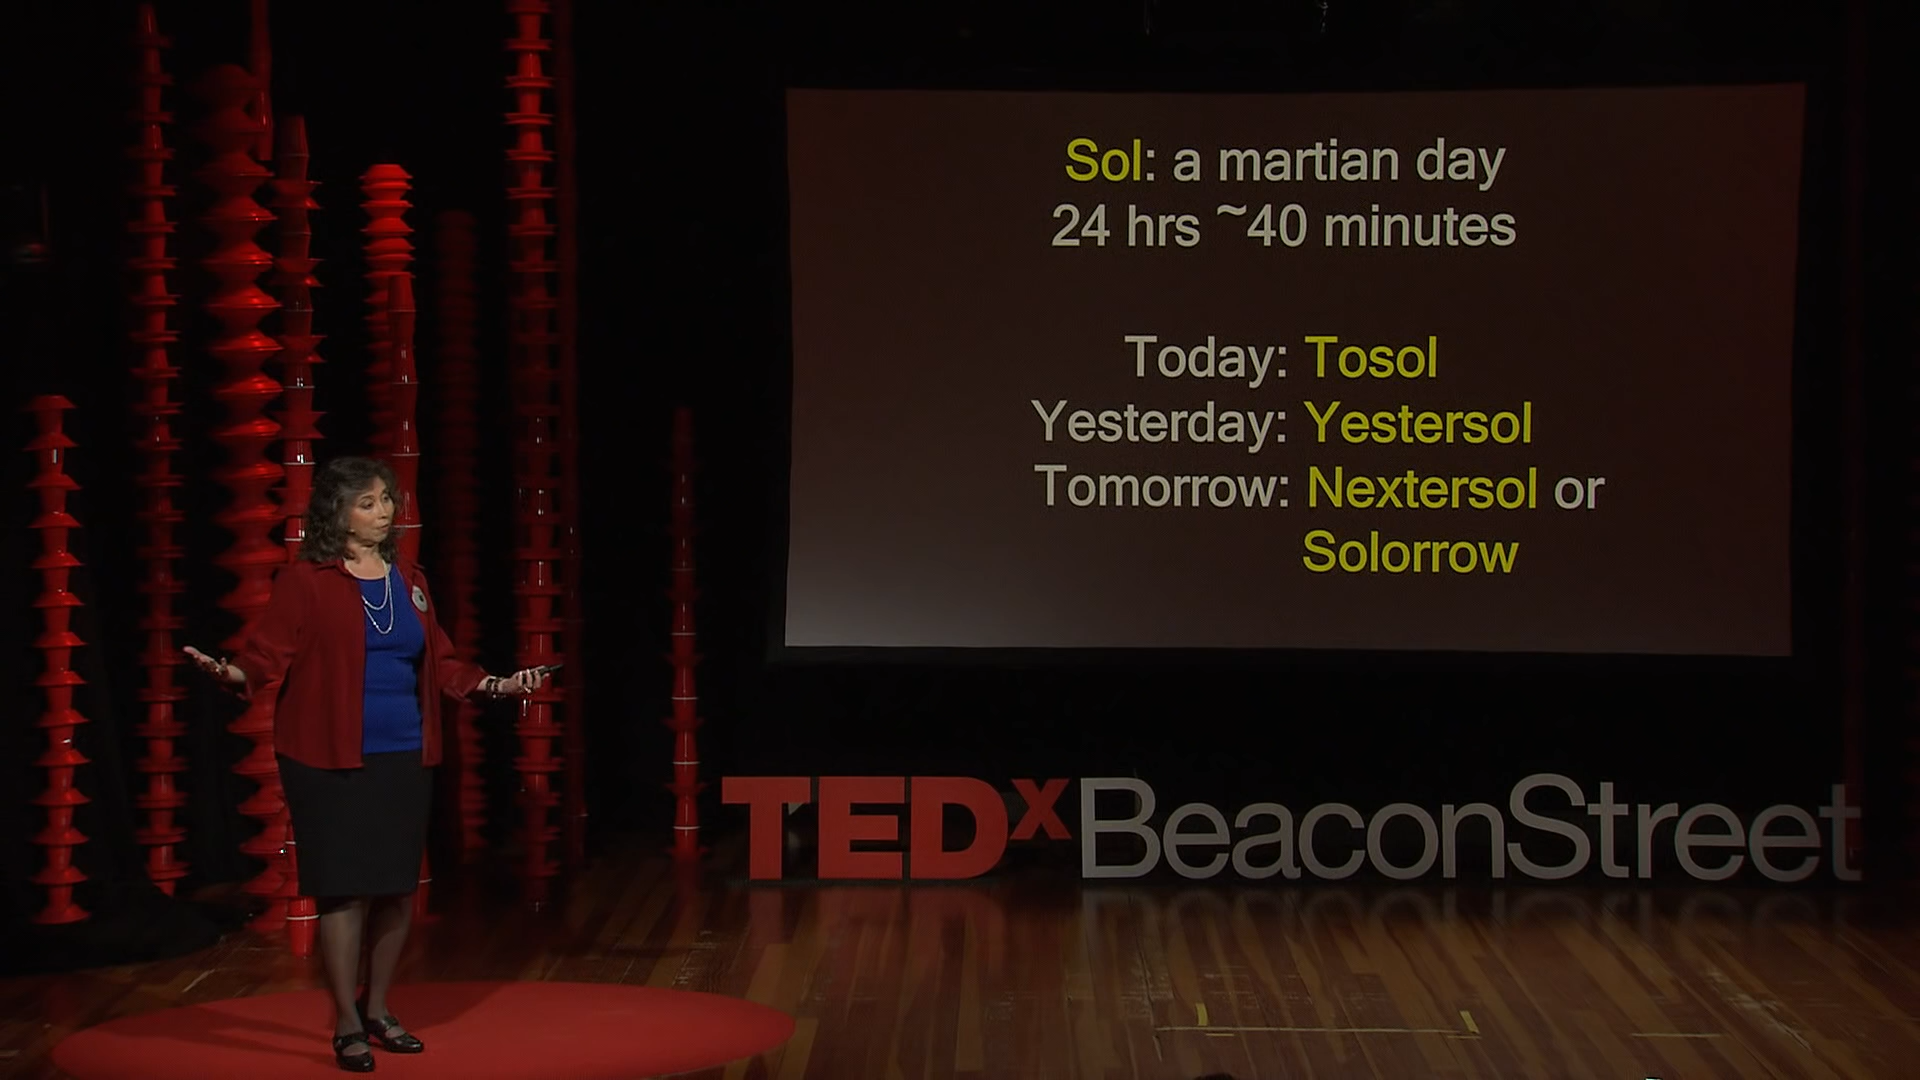 Sol: a martian day
24 hrs ~40 minutes
Today: Tosol
Yesterday: Yestersol
Tomorrow: Nextersol or
Solorrow
TEDxBeaconStreet